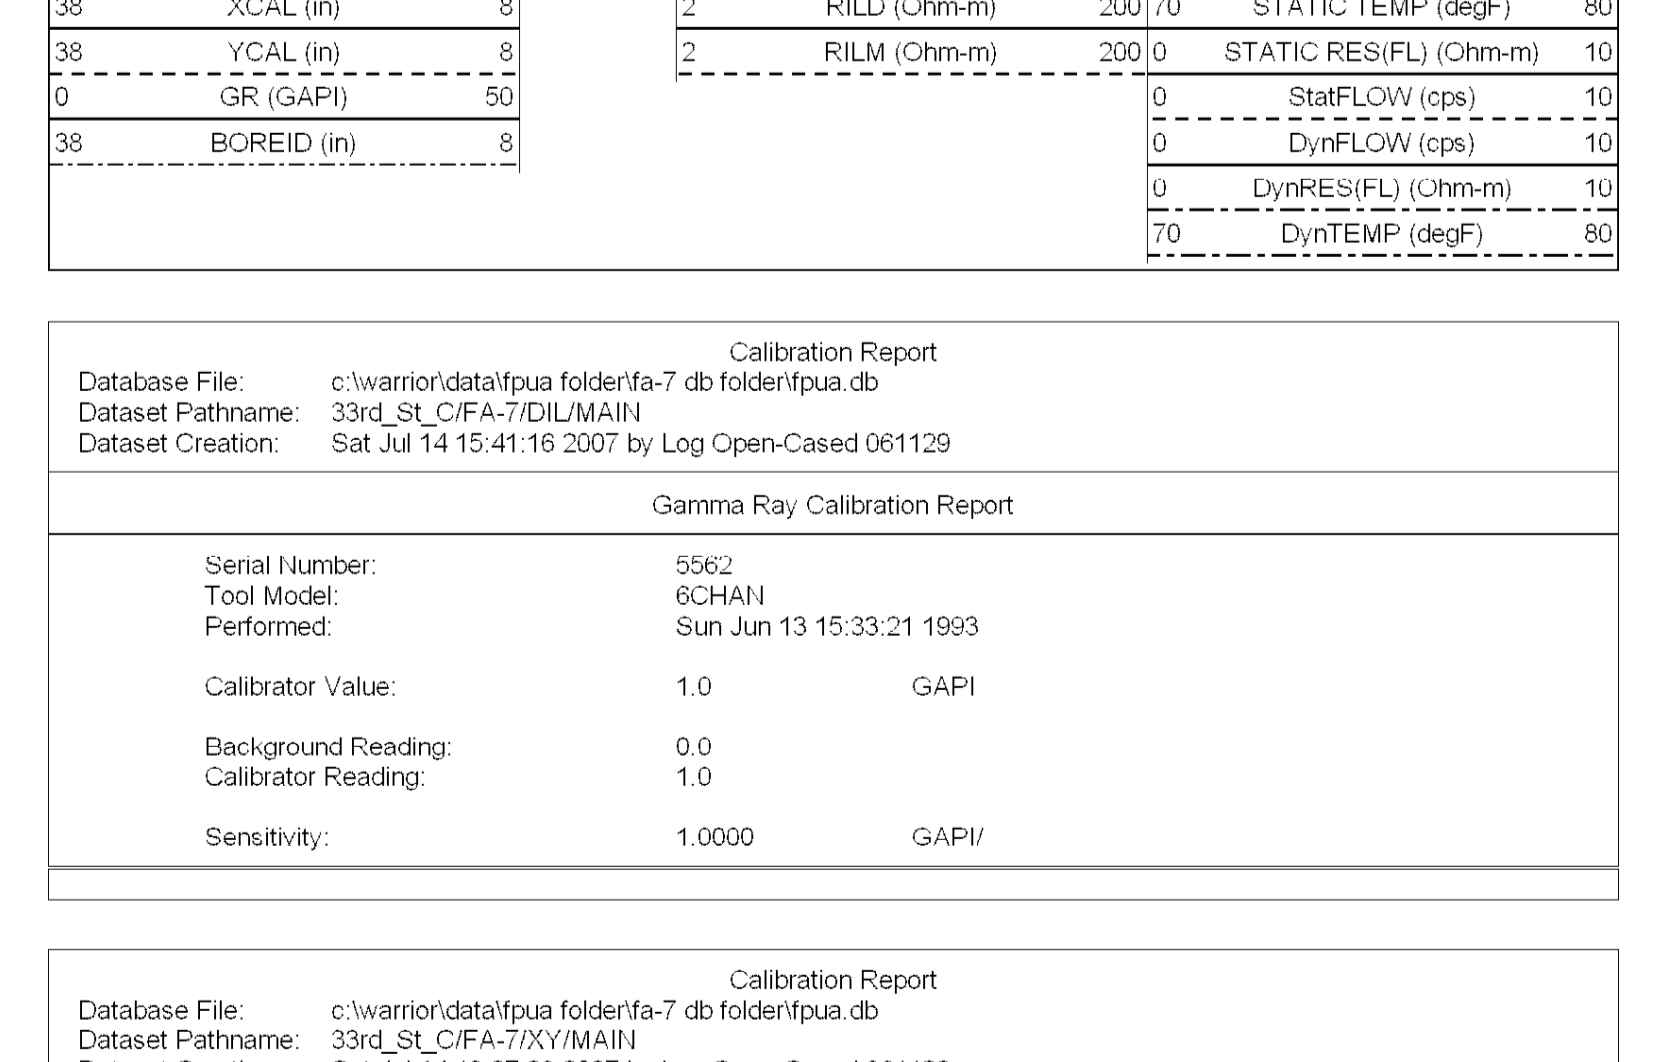 38 XCAL (in) 8 2 RILD (Ohm-m) 200 70 STATIC TEMP (degF) 80
38 YCAL (in) 8 2 RILM (Ohm-m) 200 0 STATIC RES(FL) (Ohm-m) 10
0 GR (GAPI) 50 0 StatFLOW (cps) 10
38 BOREID (in) 8 0 DynFLOW (cps) 10
0 DynRES(FL) (Ohm-m) 10
70 DynTEMP (degF) 80
Calibration Report
Database File: c:\warrior\data\fpua folder\fa-7 db folder\fpua.db
Dataset Pathname: 33rd_St_C/FA-7/DIL/MAIN
Dataset Creation: Sat Jul 14 15:41:16 2007 by Log Open-Cased 061129
Gamma Ray Calibration Report
Serial Number: 5562
Tool Model: 6CHAN
Performed: Sun Jun 13 15:33:21 1993
Calibrator Value: 1.0 GAPI
Background Reading: 0.0
Calibrator Reading: 1.0
Sensitivity: 1.0000 GAPI/
Calibration Report
Database File: c:\warrior\data\fpua folder\fa-7 db folder\fpua.db
Dataset Pathname: 33rd_St_C/FA-7/XY/MAIN